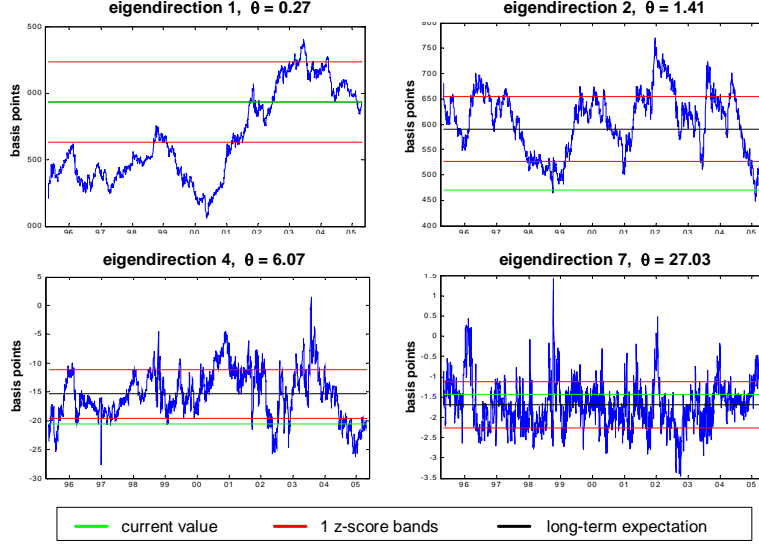 eigendirection 1, θ = 0.27
basis points
500
000
500
000
96 97 98 99 00 01 02 03 04 05
eigendirection 2, θ = 1.41
basis points
800
750
700
650
600
550
500
450
400
96 97 98 99 00 01 02 03 04 05
eigendirection 4, θ = 6.07
basis points
5
0
-5
-10
-15
-20
-25
-30
96 97 98 99 00 01 02 03 04 05
eigendirection 7, θ = 27.03
basis points
1.5
1
0.5
0
-0.5
-1
-1.5
-2
-2.5
-3
-3.5
96 97 98 99 00 01 02 03 04 05
current value
1 z-score bands
long-term expectation